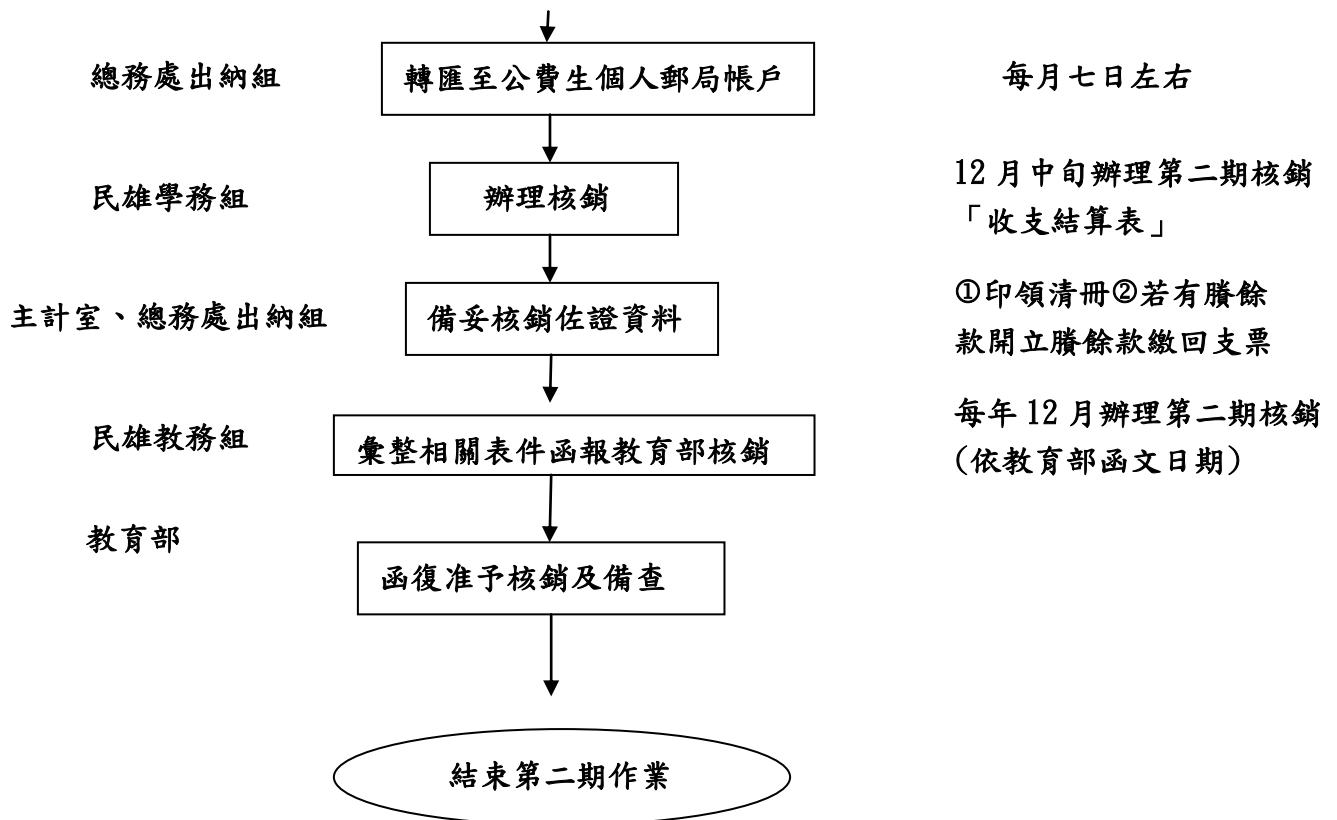 總務處出納組
轉匯至公費生個人郵局帳戶
每月七日左右
民雄學務組
辦理核銷
12月中旬辦理第二期核銷
「收支結算表」
主計室、總務處出納組
備妥核銷佐證資料
①印領清冊②若有賸餘
款開立賸餘款繳回支票
民雄教務組
彙整相關表件函報教育部核銷
每年12月辦理第二期核銷
(依教育部函文日期)
教育部
函復准予核銷及備查
結束第二期作業